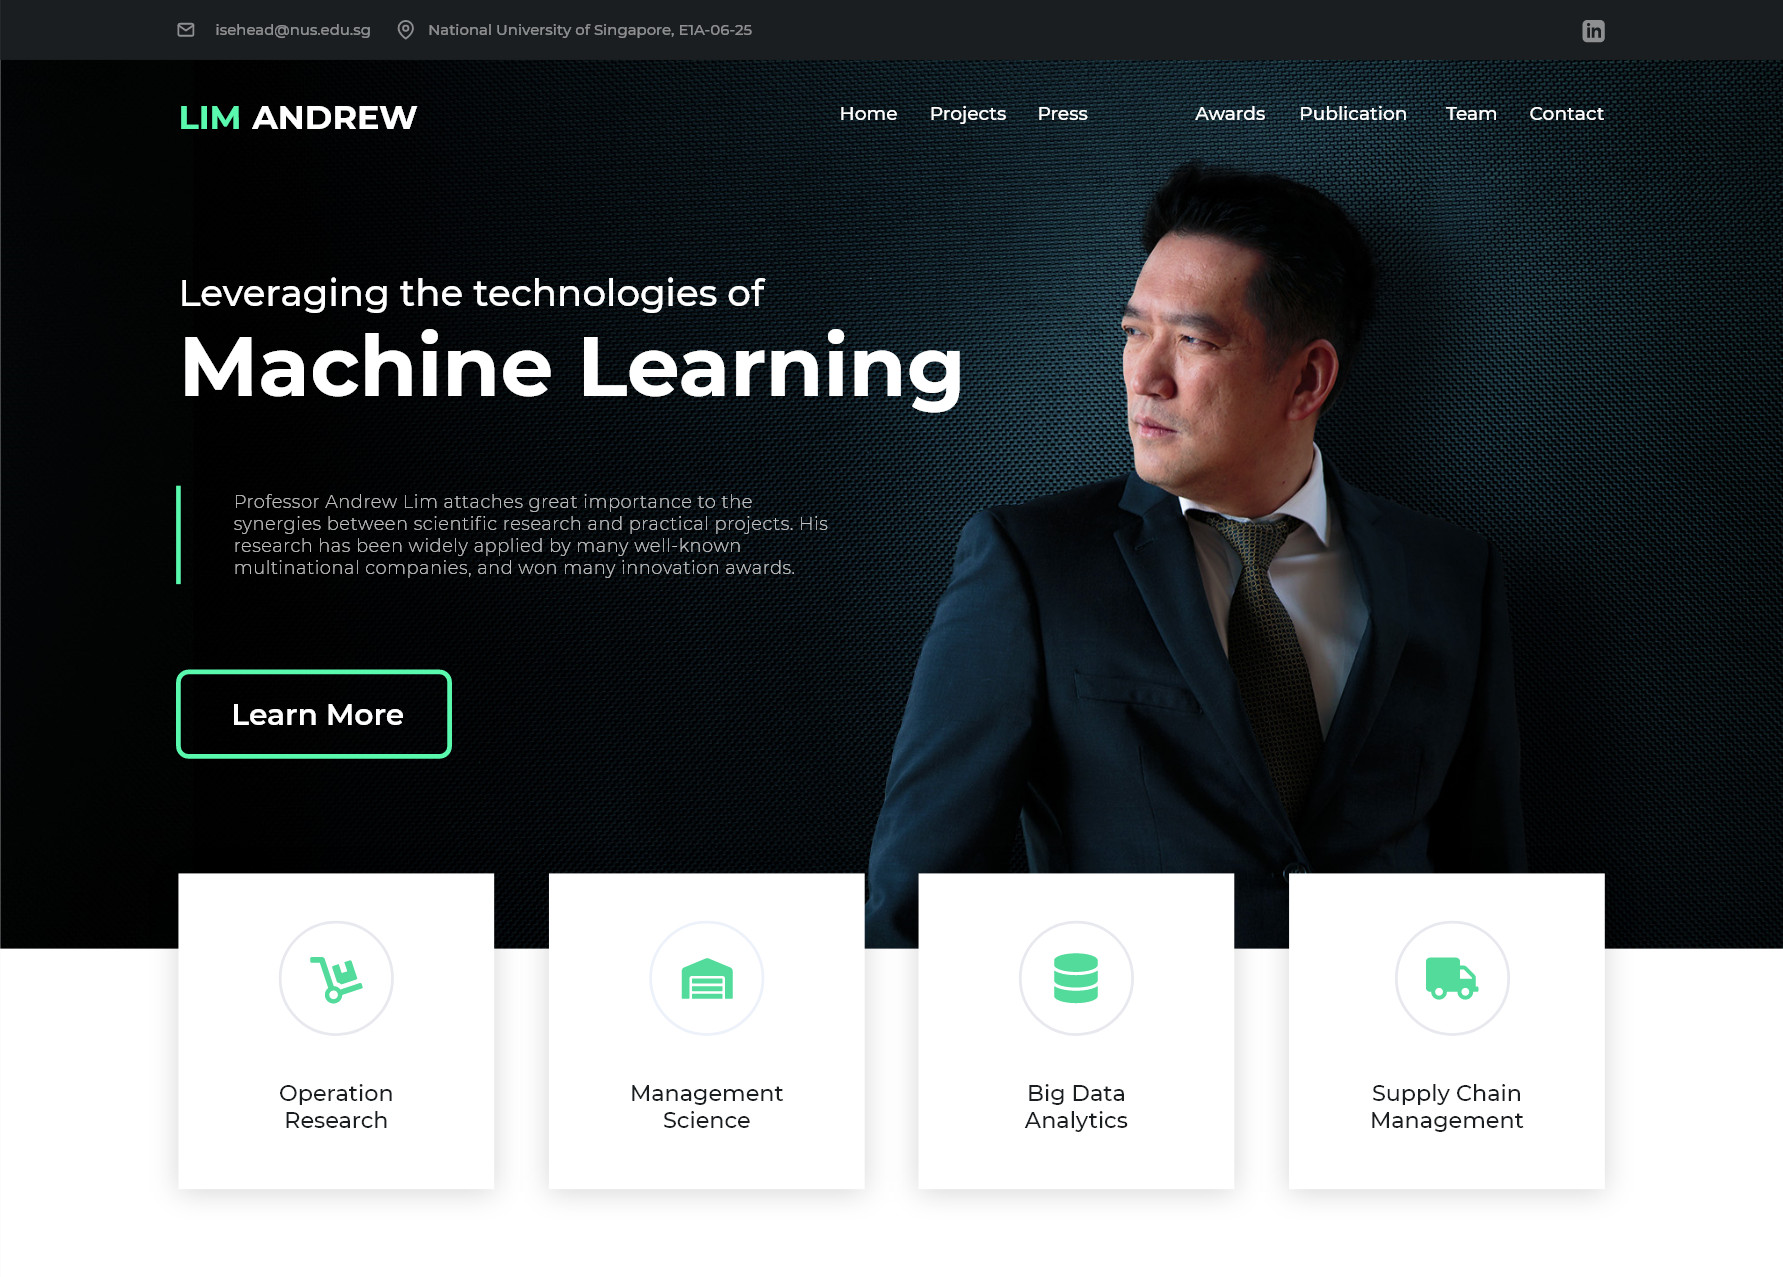 isehead@nus.edu.sg National University of Singapore, E1A-06-25 in
LIM ANDREW
Home Projects Press Awards Publication Team Contact
Leveraging the technologies of
Machine Learning
Professor Andrew Lim attaches great importance to the
synergies between scientific research and practical projects. His
research has been widely applied by many well-known
multinational companies, and won many innovation awards.
Learn More
Operation
Research
Management
Science
Big Data
Analytics
Supply Chain
Management